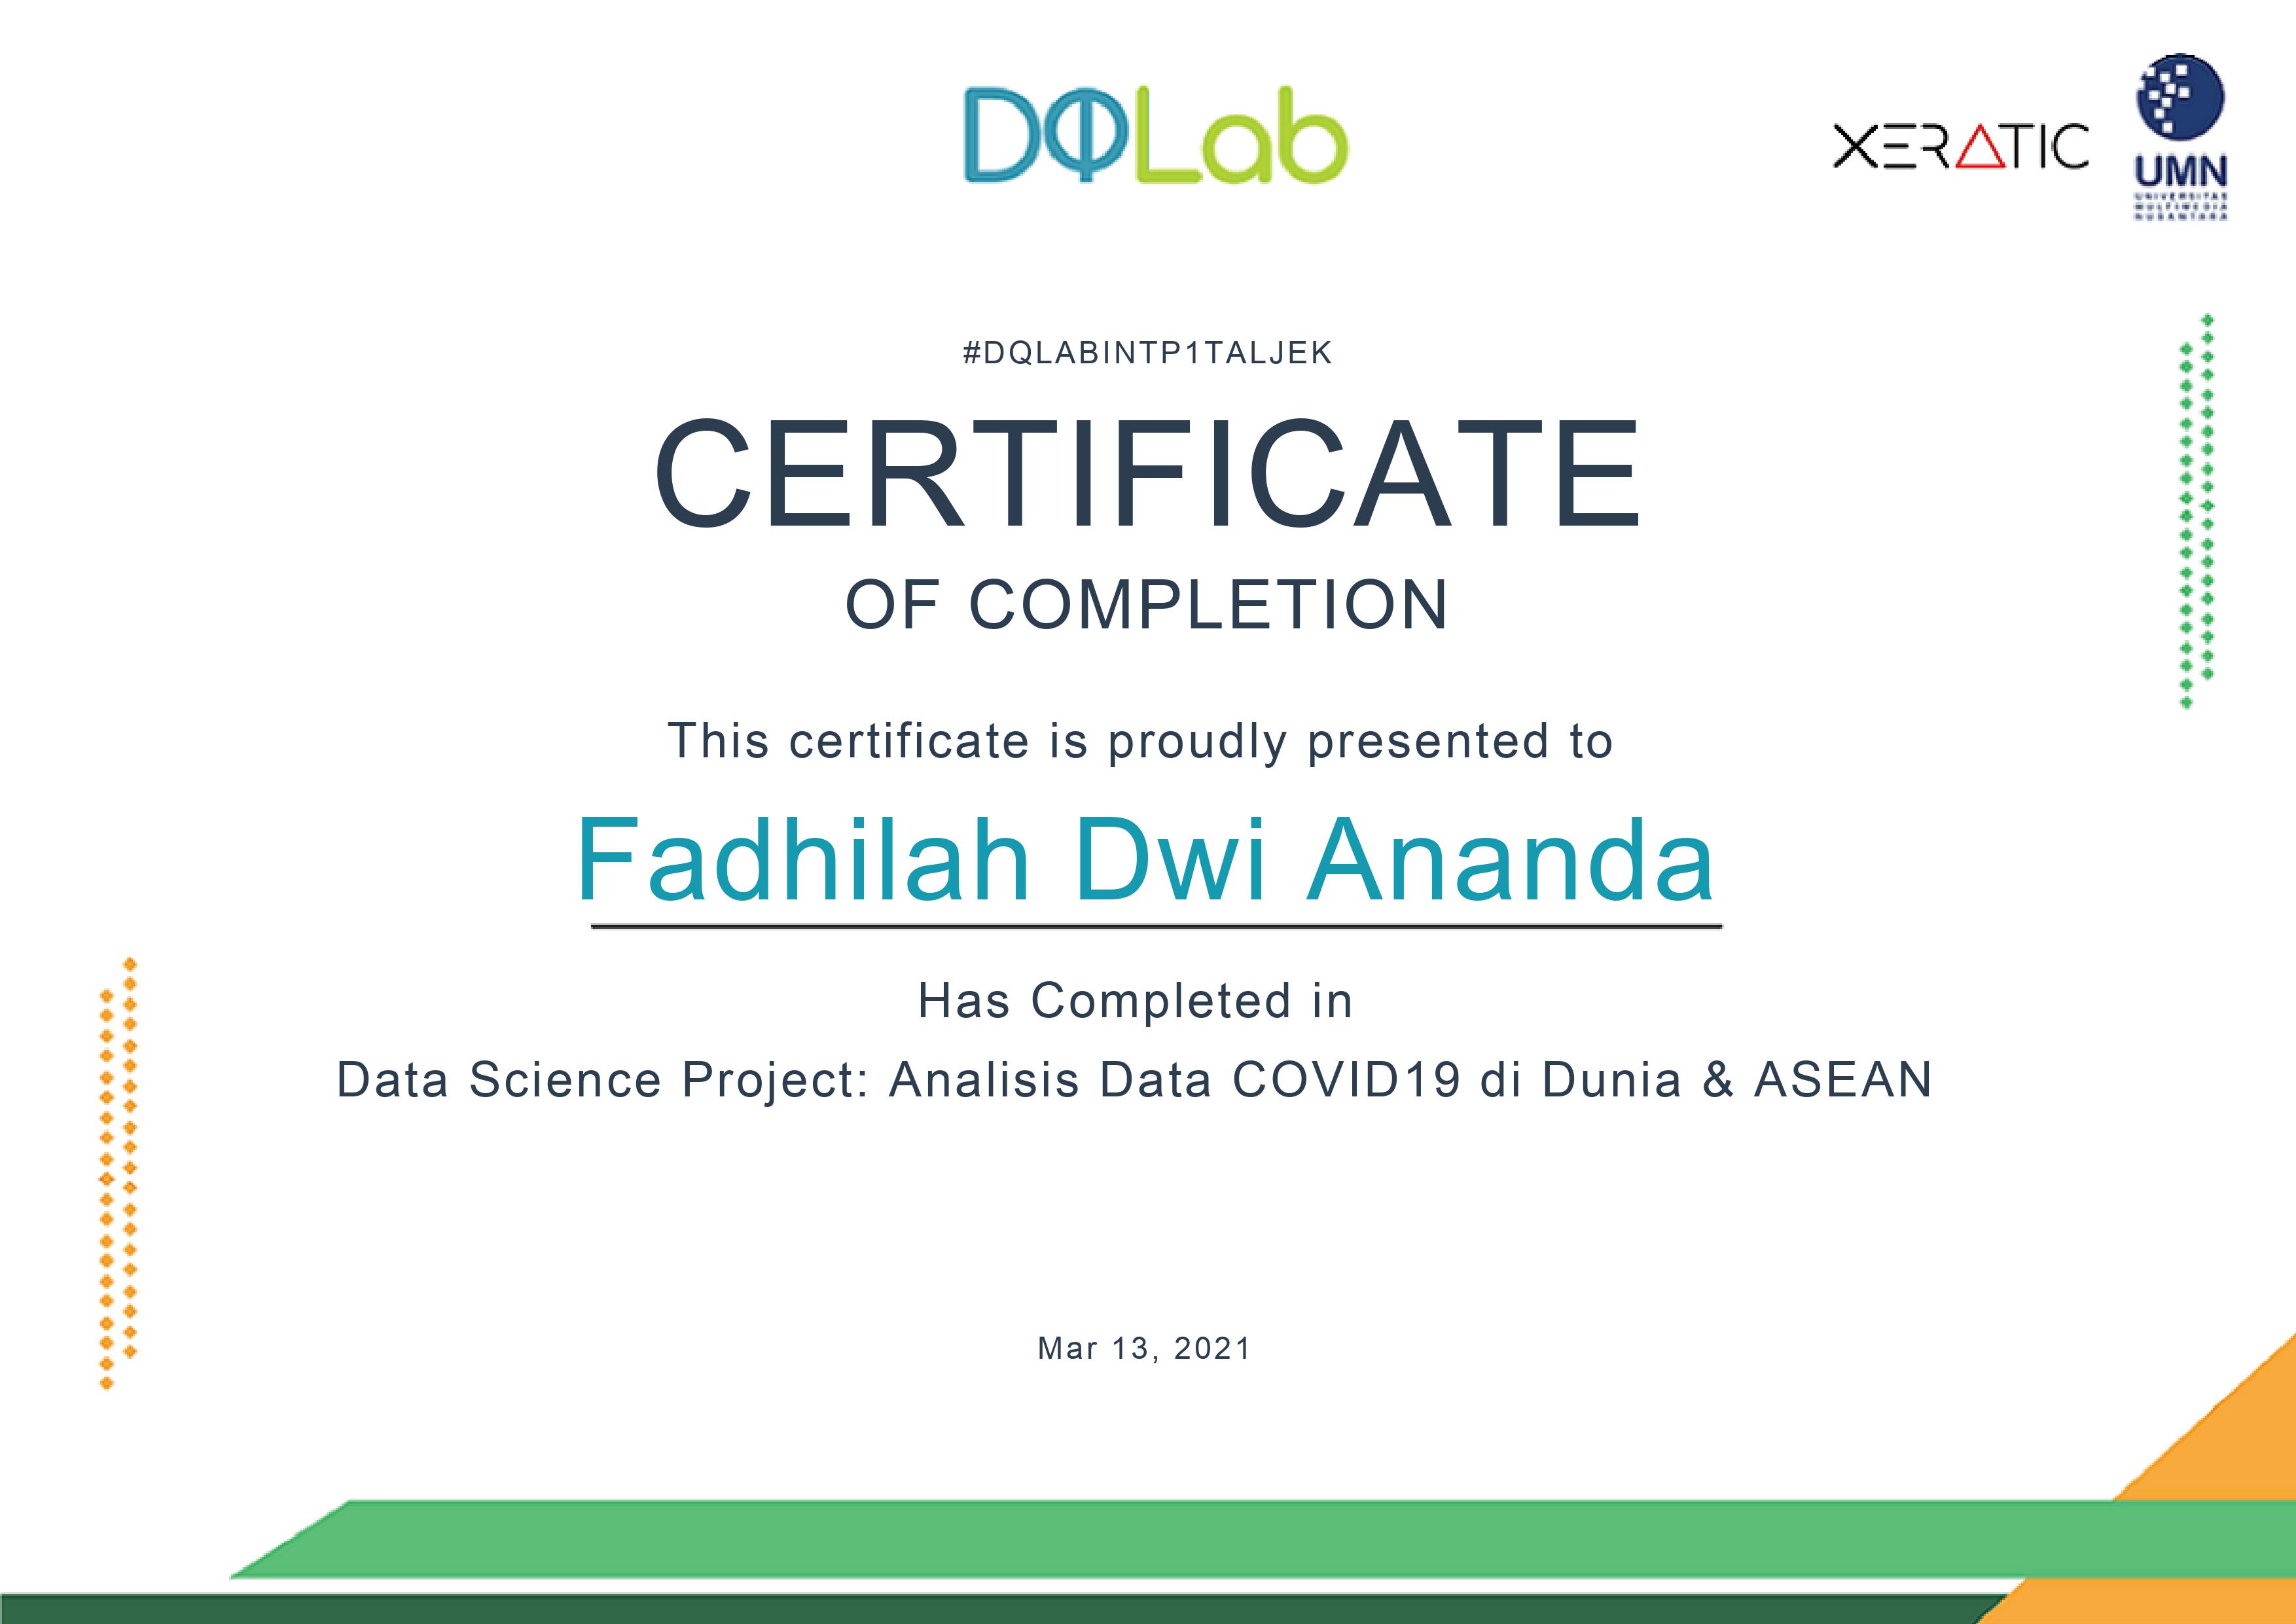 DQLab
XERATIC
UMN
UNIVERSITAS
MULTIMEDIA
NUSANTARA
#DQLABINTP1TALJEK
CERTIFICATE
OF COMPLETION
This certificate is proudly presented to
Fadhilah Dwi Ananda
Has Completed in
Data Science Project: Analisis Data COVID19 di Dunia & ASEAN
Mar 13, 2021